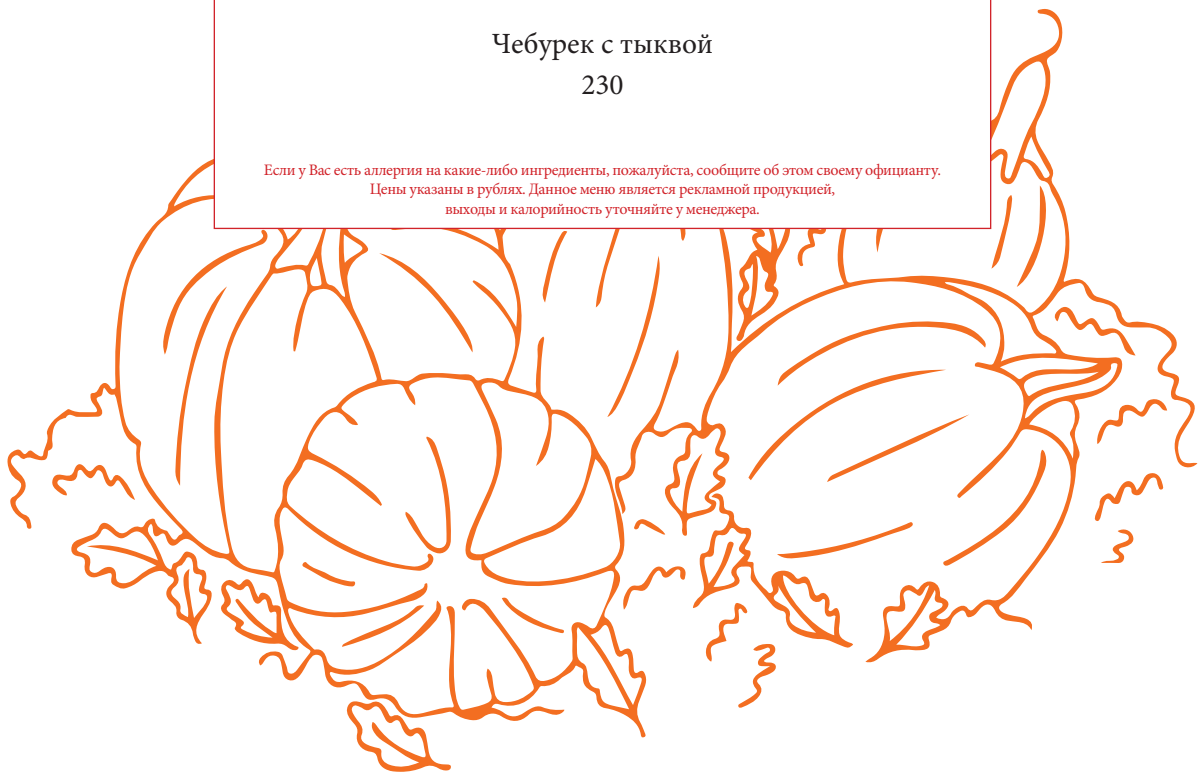 Чебурек с тыквой
230
Если у Вас есть аллергия на какие-либо ингредиенты, пожалуйста, сообщите об этом своему официанту.
Цены указаны в рублях. Данное меню является рекламной продукцией,
выходы и калорийность уточняйте у менеджера.